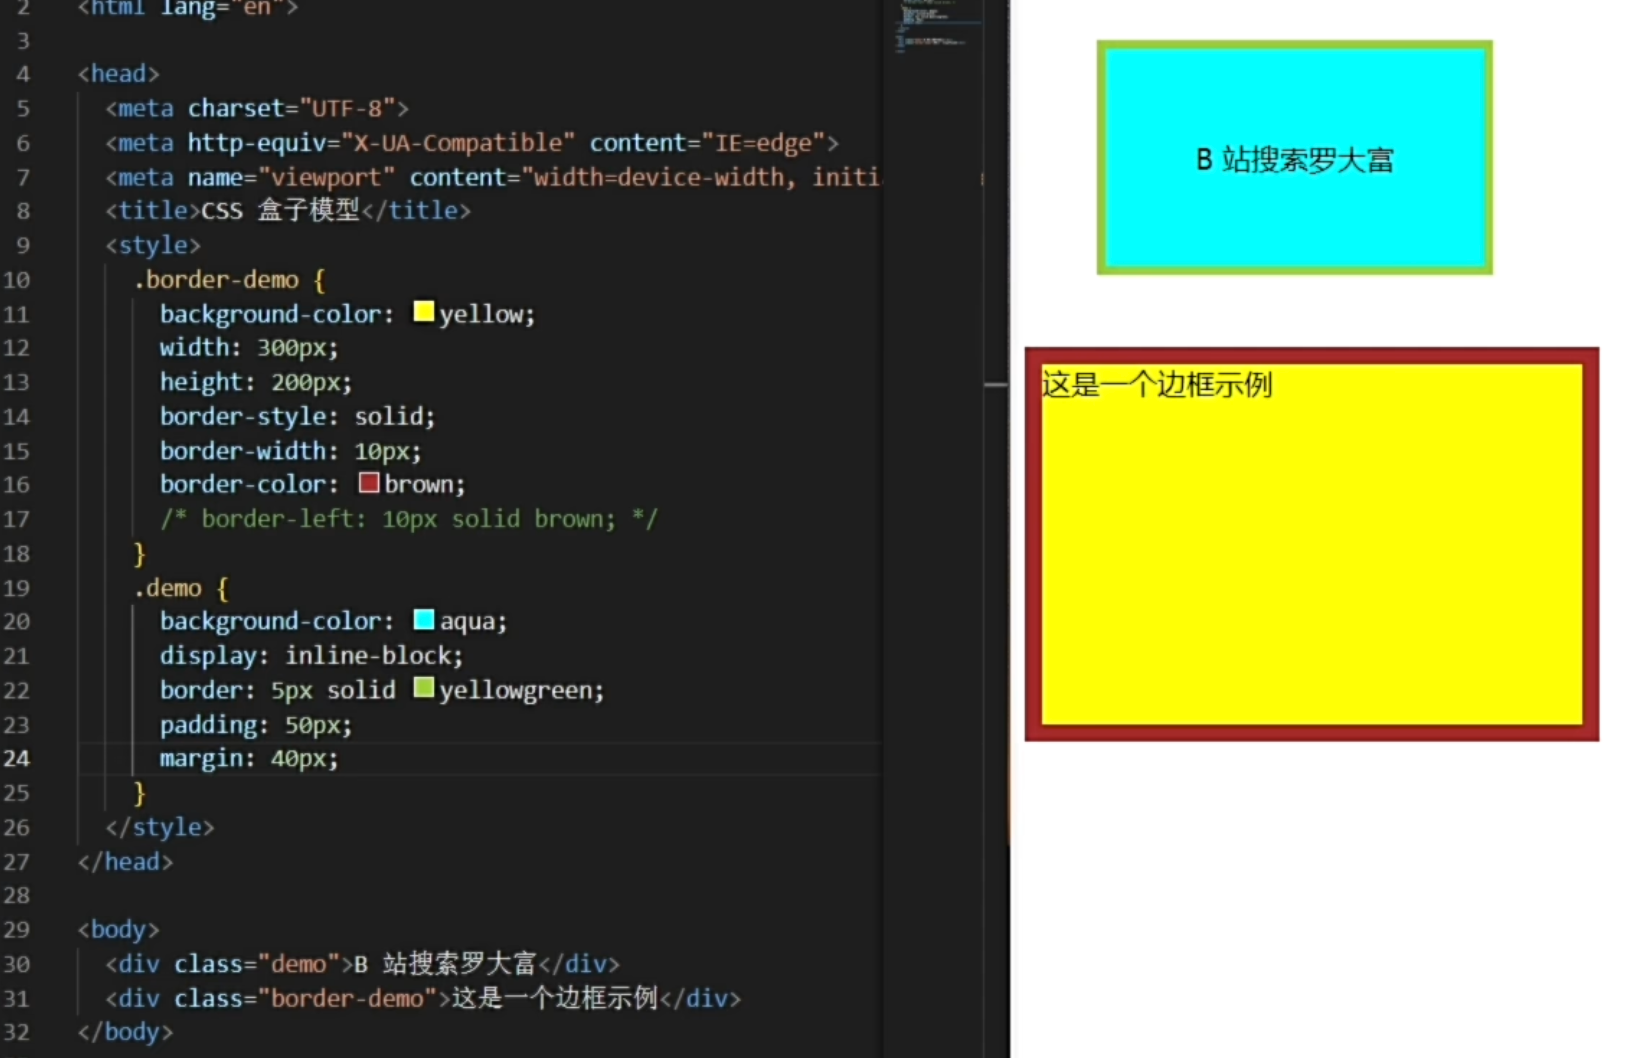 2 <html lang="en">
3
4 <head>
5 <meta charset="UTF-8">
6 <meta http-equiv="X-UA-Compatible" content="IE=edge">
7 <meta name="viewport" content="width=device-width, initi
8 <title>CSS 盒子模型</title>
9 <style>
10 .border-demo {
11 background-color: yellow;
12 width: 300px;
13 height: 200px;
14 border-style: solid;
15 border-width: 10px;
16 border-color: brown;
17 /* border-left: 10px solid brown; */
18 }
19 .demo {
20 background-color: aqua;
21 display: inline-block;
22 border: 5px solid yellowgreen;
23 padding: 50px;
24 margin: 40px;
25 }
26 </style>
27 </head>
28
29 <body>
30 <div class="demo">B 站搜索罗大富</div>
31 <div class="border-demo">这是一个边框示例</div>
32 </body>
B 站搜索罗大富
这是一个边框示例